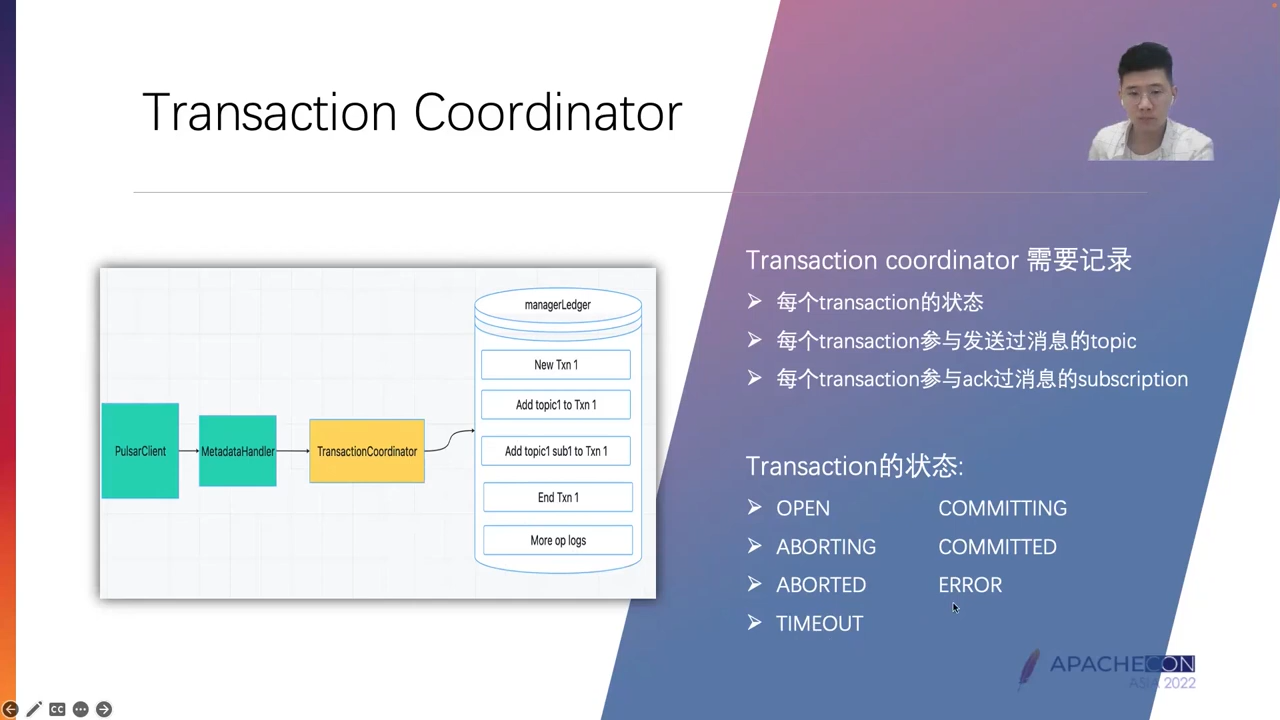 Transaction Coordinator
managerLedger
New Txn 1
Add topic1 to Txn 1
Add topic1 sub1 to Txn 1
End Txn 1
More op logs
PulsarClient
MetadataHandler
TransactionCoordinator
Transaction coordinator 需要记录
每个transaction的状态
每个transaction参与发送过消息的topic
每个transaction参与ack过消息的subscription
Transaction的状态:
OPEN COMMITTING
ABORTING COMMITTED
ABORTED ERROR
TIMEOUT
APACHECON
ASIA 2022
CC